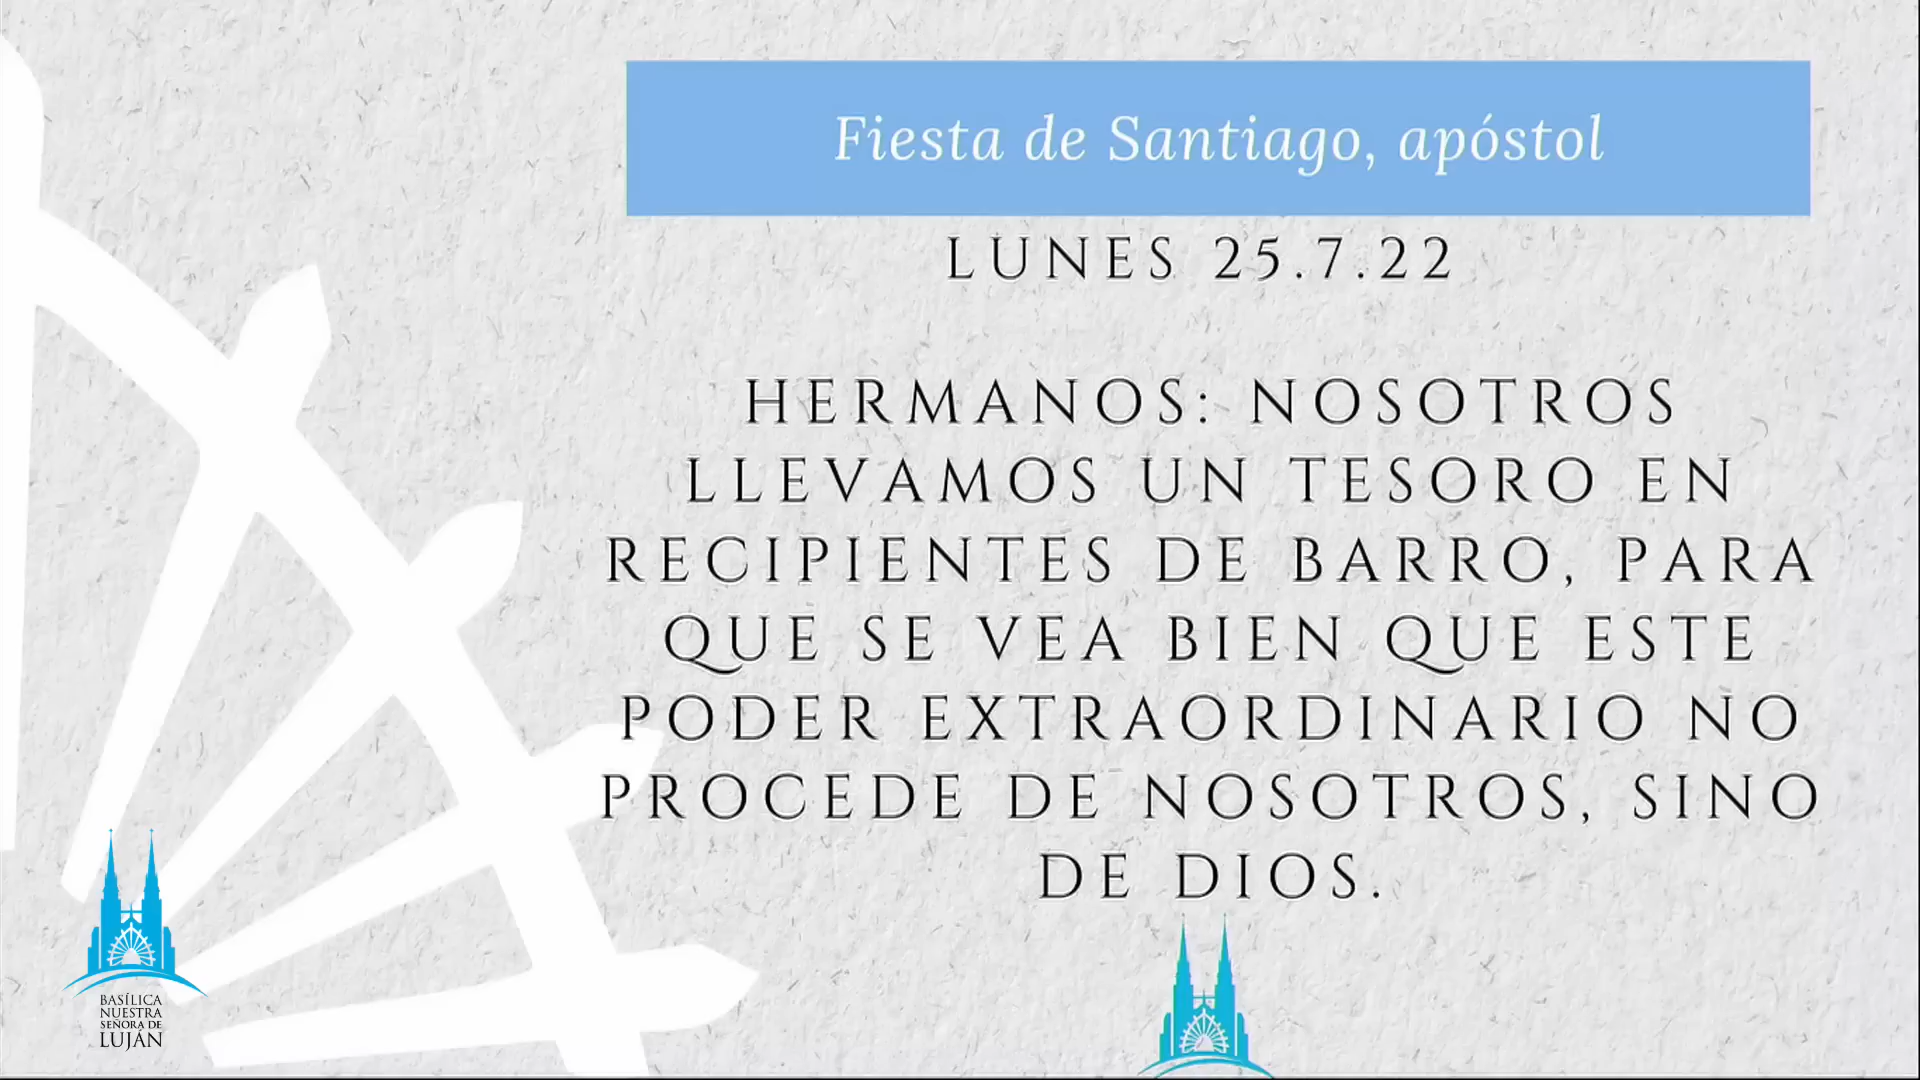 Fiesta de Santiago, apóstol
LUNES 25.7.22
HERMANOS: NOSOTROS
LLEVAMOS UN TESORO EN
RECIPIENTES DE BARRO, PARA
QUE SE VEA BIEN QUE ESTE
PODER EXTRAORDINARIO NO
PROCEDE DE NOSOTROS, SINO
DE DIOS.
BASÍLICA
NUESTRA
SEÑORA DE
LUJÁN